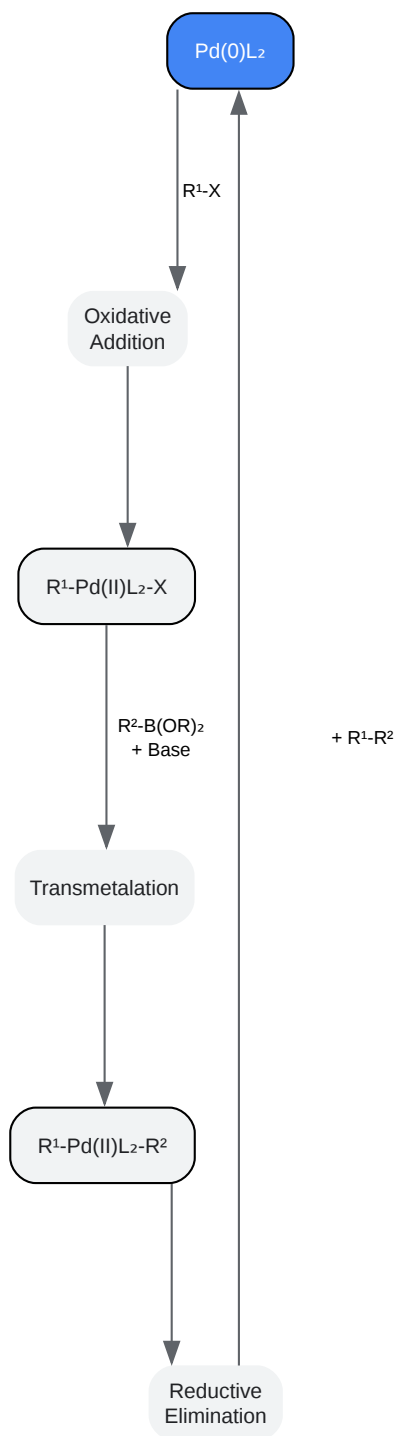 Pd(0)L₂
R¹-X
Oxidative
Addition
R¹-Pd(II)L₂-X
R²-B(OR)₂
+ Base
+ R¹-R²
Transmetalation
R¹-Pd(II)L₂-R²
Reductive
Elimination